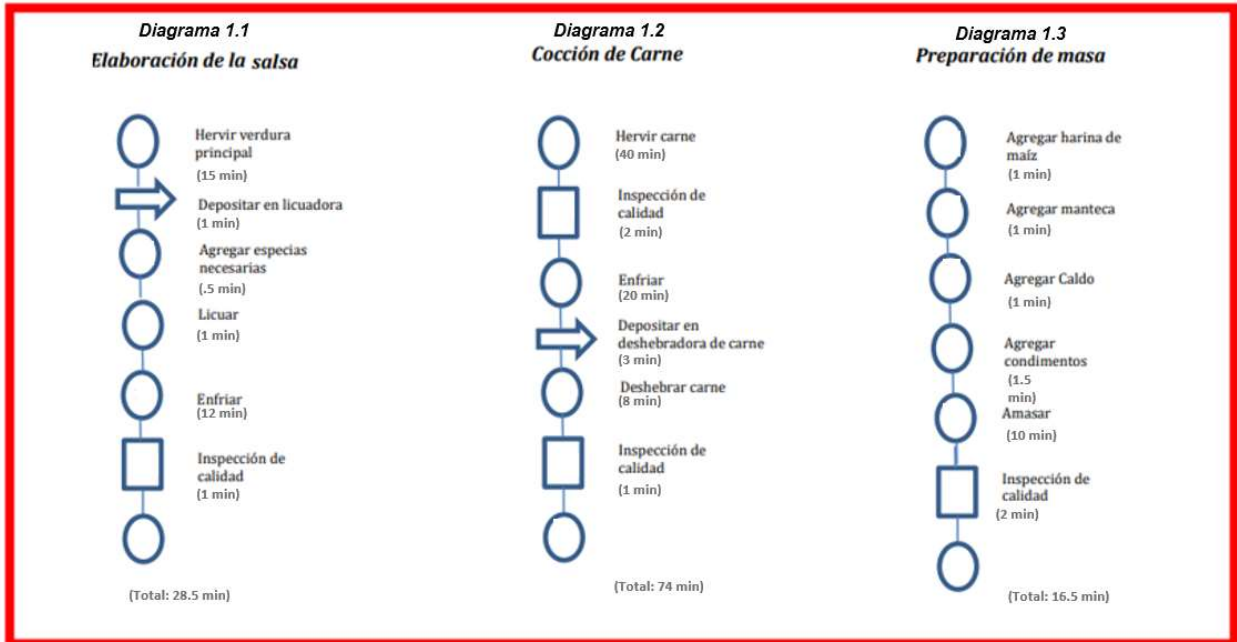 Diagrama 1.1
Elaboración de la salsa
Hervir verdura
principal
(15 min)
Depositar en licuadora
(1 min)
Agregar especias
necesarias
(.5 min)
Licuar
(1 min)
Enfriar
(12 min)
Inspección de
calidad
(1 min)
(Total: 28.5 min)
Diagrama 1.2
Cocción de Carne
Hervir carne
(40 min)
Inspección de
calidad
(2 min)
Enfriar
(20 min)
Depositar en
deshebradora de carne
(3 min)
Deshebrar carne
(8 min)
Inspección de
calidad
(1 min)
(Total: 74 min)
Diagrama 1.3
Preparación de masa
Agregar harina de
maíz
(1 min)
Agregar manteca
(1 min)
Agregar Caldo
(1 min)
Agregar
condimentos
(1.5
min)
Amasar
(10 min)
Inspección de
calidad
(2 min)
(Total: 16.5 min)